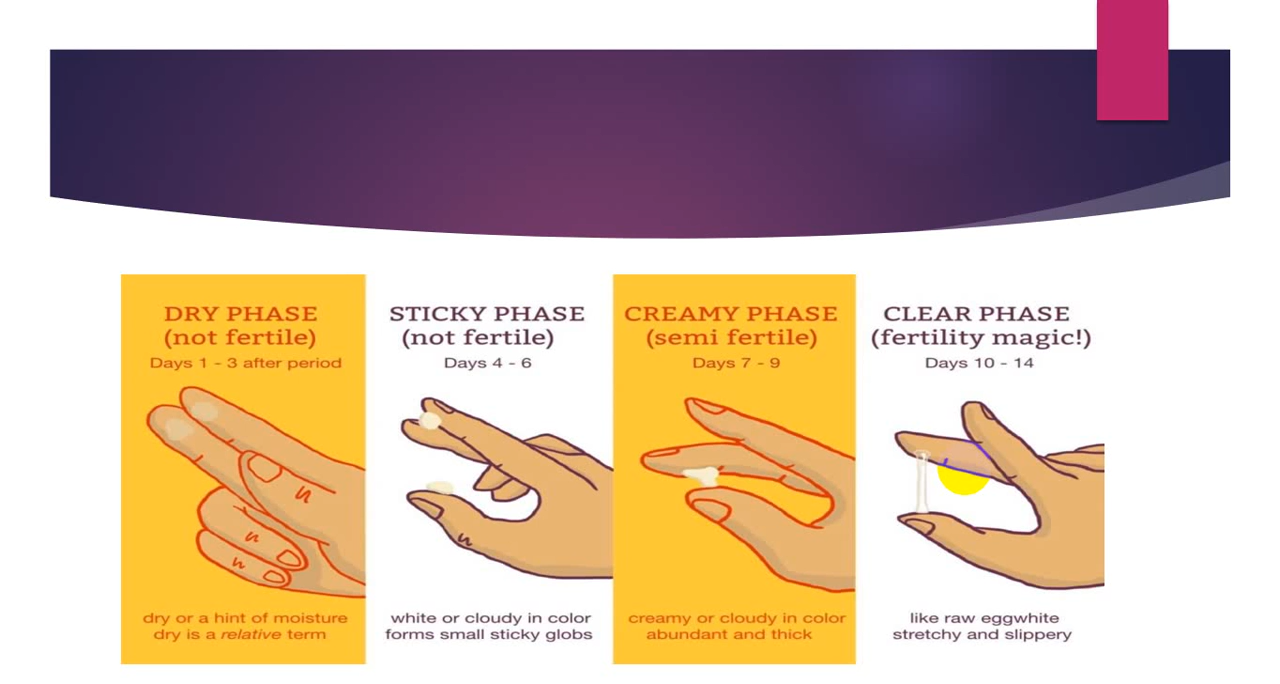 DRY PHASE
(not fertile)
Days 1 - 3 after period
dry or a hint of moisture
dry is a relative term
STICKY PHASE
(not fertile)
Days 4 - 6
white or cloudy in color
forms small sticky globs
CREAMY PHASE
(semi fertile)
Days 7 - 9
creamy or cloudy in color
abundant and thick
CLEAR PHASE
(fertility magic!)
Days 10 - 14
like raw eggwhite
stretchy and slippery